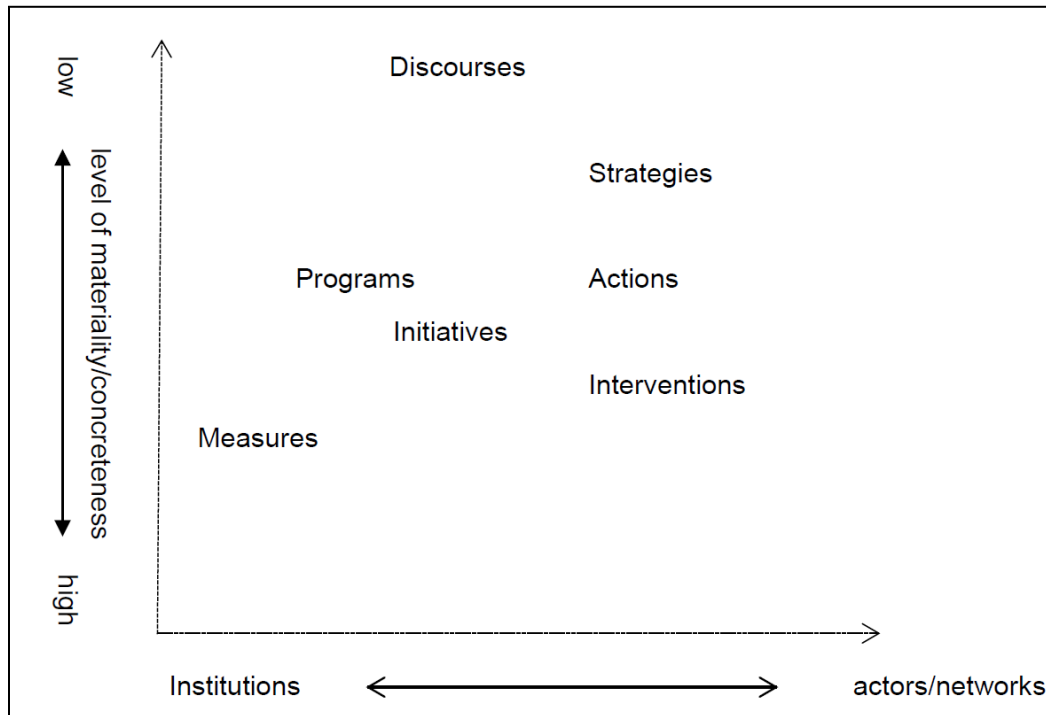 low
Discourses
level of materiality/concreteness
Strategies
Programs
Actions
Initiatives
Interventions
Measures
high
Institutions
actors/networks